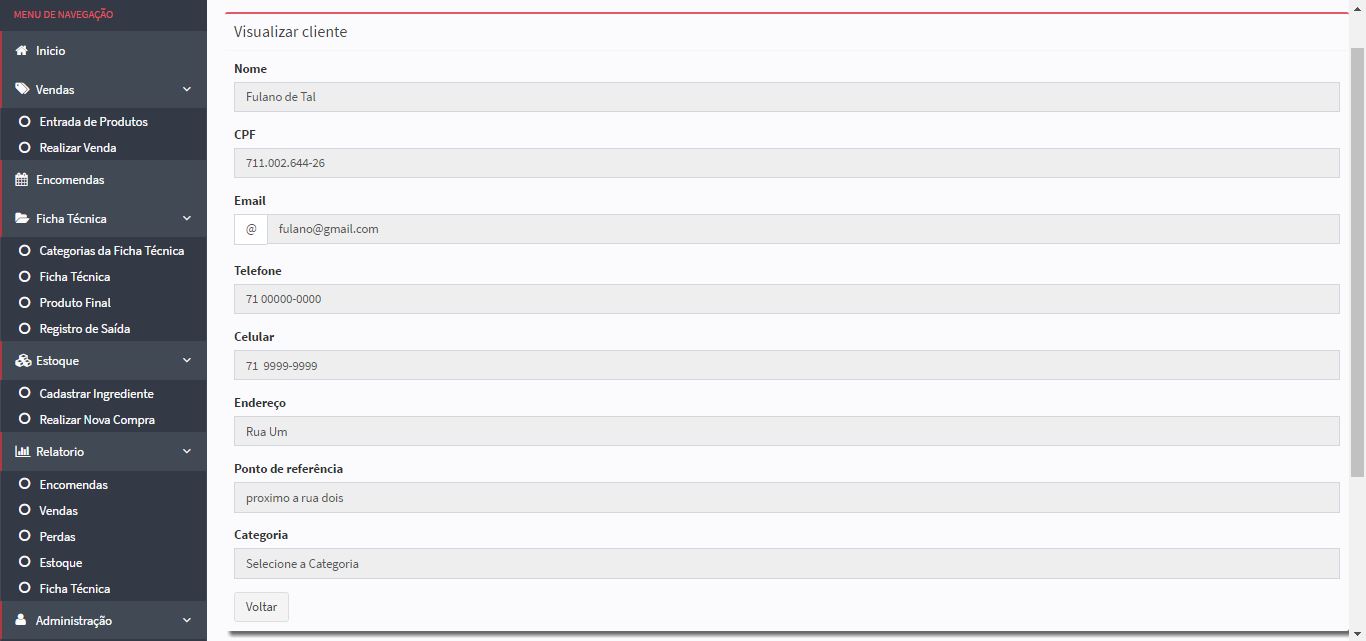 MENU DE NAVEGAÇÃO
Inicio
Vendas
Entrada de Produtos
Realizar Venda
Encomendas
Ficha Técnica
Categorias da Ficha Técnica
Ficha Técnica
Produto Final
Registro de Saída
Estoque
Cadastrar Ingrediente
Realizar Nova Compra
Relatorio
Encomendas
Vendas
Perdas
Estoque
Ficha Técnica
Administração
Visualizar cliente
Nome
Fulano de Tal
CPF
711.002.644-26
Email
@ fulano@gmail.com
Telefone
71 00000-0000
Celular
71 9999-9999
Endereço
Rua Um
Ponto de referência
proximo a rua dois
Categoria
Selecione a Categoria
Voltar